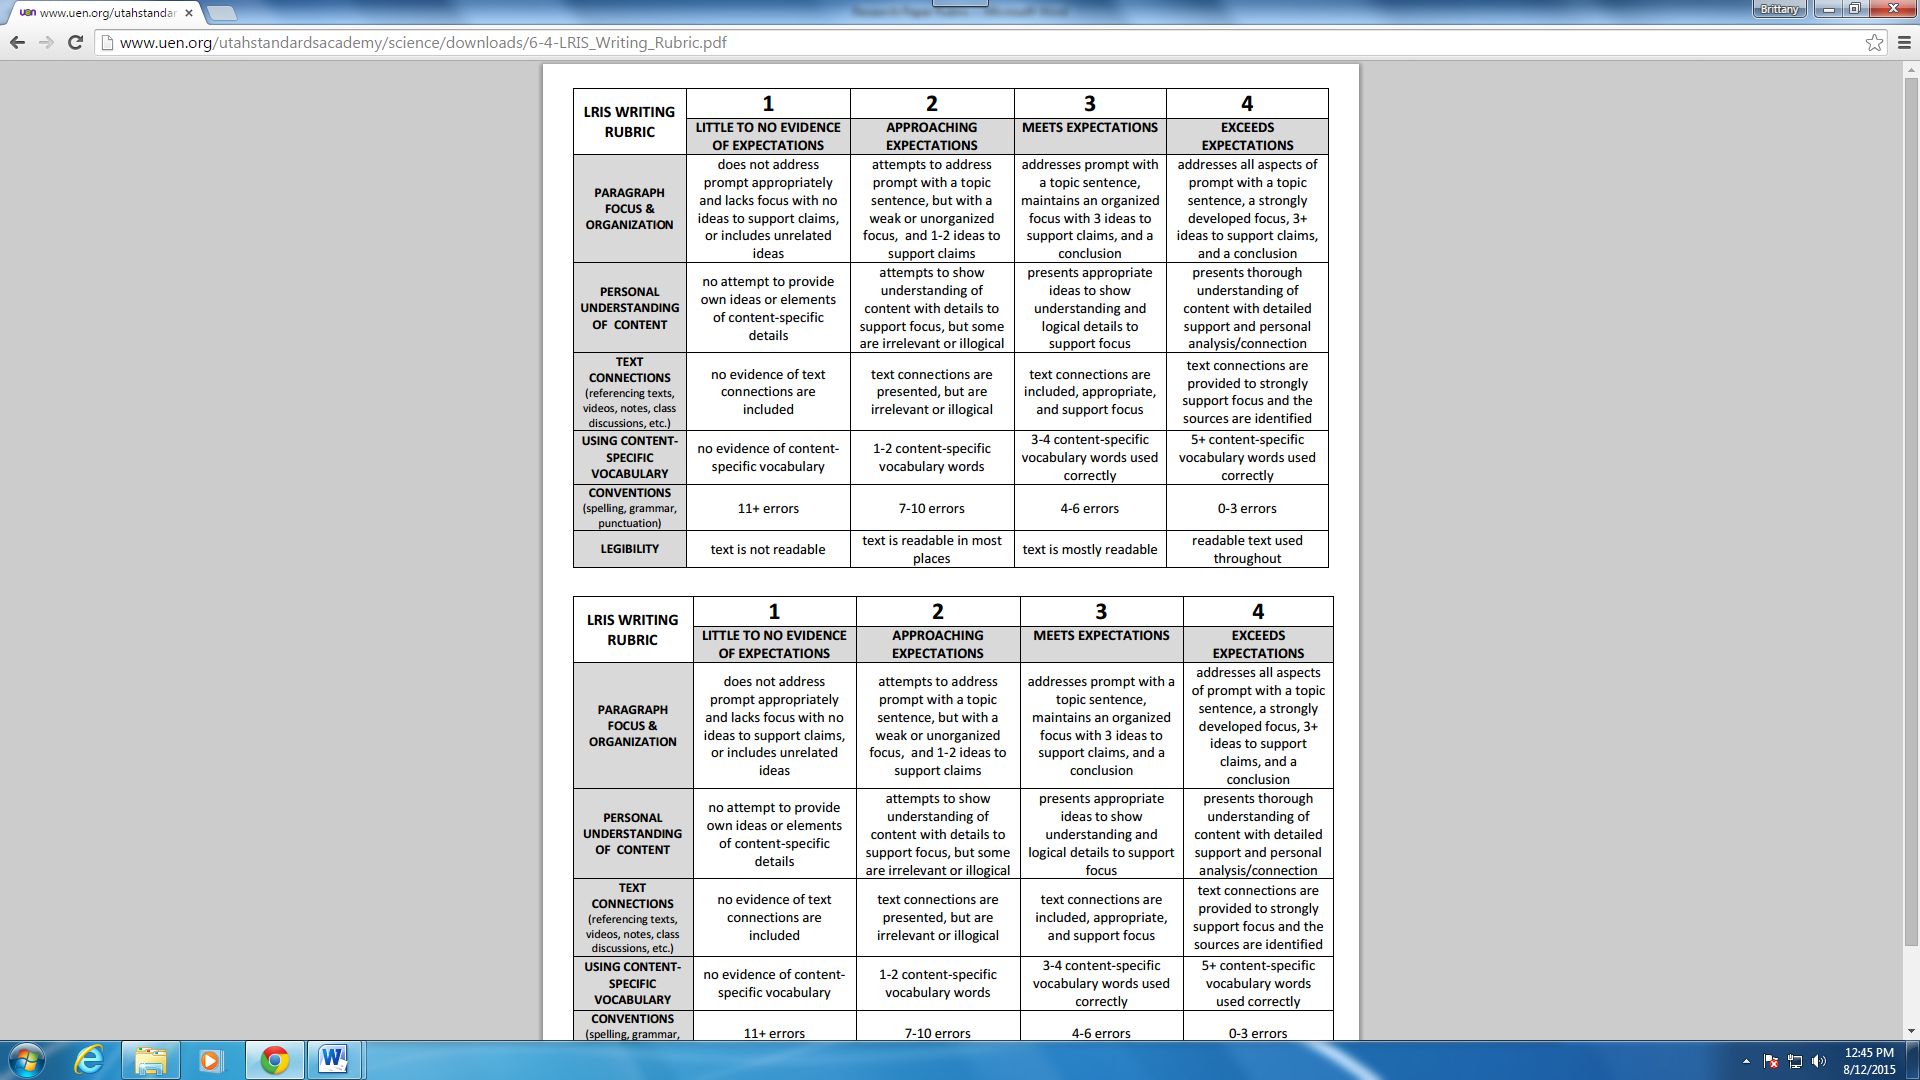 www.uen.org/utahstandar
Brittany
www.uen.org/utahstandardsacademy/science/downloads/6-4-LRIS_Writing_Rubric.pdf
LRIS WRITING
RUBRIC
1
2
3
4
LITTLE TO NO EVIDENCE
OF EXPECTATIONS
APPROACHING
EXPECTATIONS
MEETS EXPECTATIONS
EXCEEDS
EXPECTATIONS
PARAGRAPH
FOCUS &
ORGANIZATION
does not address
prompt appropriately
and lacks focus with no
ideas to support claims,
or includes unrelated
ideas
attempts to address
prompt with a topic
sentence, but with a
weak or unorganized
focus,  and 1-2 ideas to
support claims
addresses prompt with
a topic sentence,
maintains an organized
focus with 3 ideas to
support claims, and a
conclusion
addresses all aspects of
prompt with a topic
sentence, a strongly
developed focus, 3+
ideas to support claims,
and a conclusion
PERSONAL
UNDERSTANDING
OF  CONTENT
no attempt to provide
own ideas or elements
of content-specific
details
attempts to show
understanding of
content with details to
support focus, but some
are irrelevant or illogical
presents appropriate
ideas to show
understanding and
logical details to
support focus
presents thorough
understanding of
content with detailed
support and personal
analysis/connection
TEXT
CONNECTIONS
(referencing texts,
videos, notes, class
discussions, etc.)
no evidence of text
connections are
included
text connections are
presented, but are
irrelevant or illogical
text connections are
included, appropriate,
and support focus
text connections are
provided to strongly
support focus and the
sources are identified
USING CONTENT-
SPECIFIC
VOCABULARY
no evidence of content-
specific vocabulary
1-2 content-specific
vocabulary words
3-4 content-specific
vocabulary words used
correctly
5+ content-specific
vocabulary words used
correctly
CONVENTIONS
(spelling, grammar,
punctuation)
11+ errors
7-10 errors
4-6 errors
0-3 errors
LEGIBILITY
text is not readable
text is readable in most
places
text is mostly readable
readable text used
throughout
LRIS WRITING
RUBRIC
1
2
3
4
LITTLE TO NO EVIDENCE
OF EXPECTATIONS
APPROACHING
EXPECTATIONS
MEETS EXPECTATIONS
EXCEEDS
EXPECTATIONS
PARAGRAPH
FOCUS &
ORGANIZATION
does not address
prompt appropriately
and lacks focus with no
ideas to support claims,
or includes unrelated
ideas
attempts to address
prompt with a topic
sentence, but with a
weak or unorganized
focus,  and 1-2 ideas to
support claims
addresses prompt with a
topic sentence,
maintains an organized
focus with 3 ideas to
support claims, and a
conclusion
addresses all aspects
of prompt with a topic
sentence, a strongly
developed focus, 3+
ideas to support
claims, and a
conclusion
PERSONAL
UNDERSTANDING
OF  CONTENT
no attempt to provide
own ideas or elements
of content-specific
details
attempts to show
understanding of
content with details to
support focus, but some
are irrelevant or illogical
presents appropriate
ideas to show
understanding and
logical details to support
focus
presents thorough
understanding of
content with detailed
support and personal
analysis/connection
TEXT
CONNECTIONS
(referencing texts,
videos, notes, class
discussions, etc.)
no evidence of text
connections are
included
text connections are
presented, but are
irrelevant or illogical
text connections are
included, appropriate,
and support focus
text connections are
provided to strongly
support focus and the
sources are identified
USING CONTENT-
SPECIFIC
VOCABULARY
no evidence of content-
specific vocabulary
1-2 content-specific
vocabulary words
3-4 content-specific
vocabulary words used
correctly
5+ content-specific
vocabulary words
used correctly
CONVENTIONS
(spelling, grammar,
11+ errors
7-10 errors
4-6 errors
0-3 errors
12:45 PM
8/12/2015